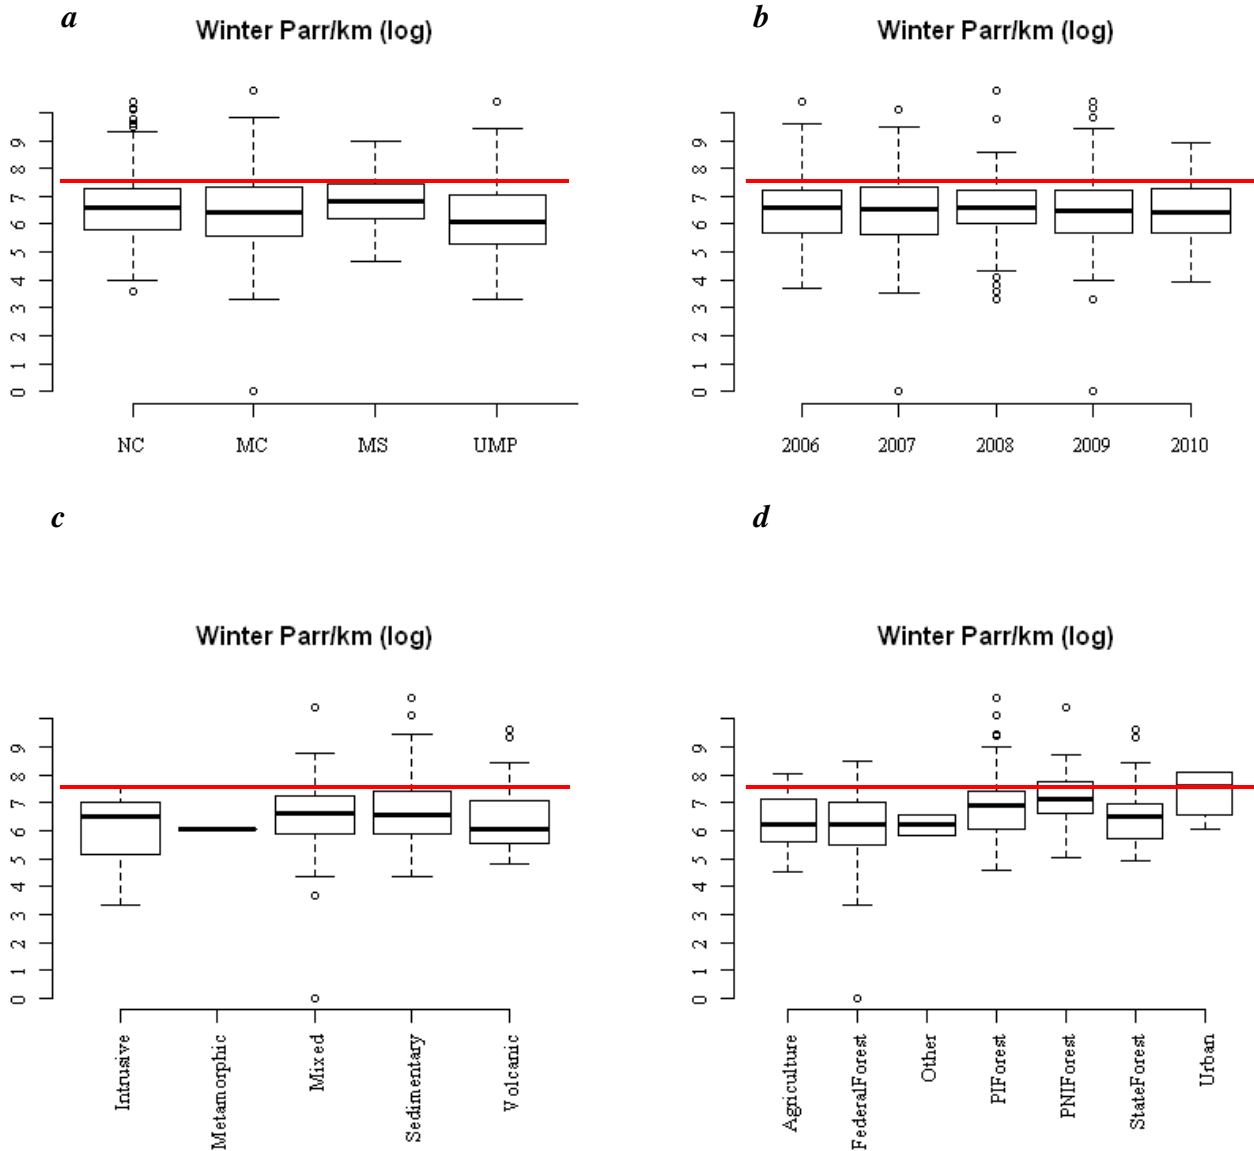 a
Winter Parr/km (log)
0 1 2 3 4 5 6 7 8 9
NC MC MS UMP
b
Winter Parr/km (log)
0 1 2 3 4 5 6 7 8 9
2006 2007 2008 2009 2010
c
Winter Parr/km (log)
0 1 2 3 4 5 6 7 8 9
Intrusive
Metamorphic
Mixed
Sedimentary
Volcanic
d
Winter Parr/km (log)
0 1 2 3 4 5 6 7 8 9
Agriculture
FederalForest
Other
PIForest
PNIForest
StateForest
Urban